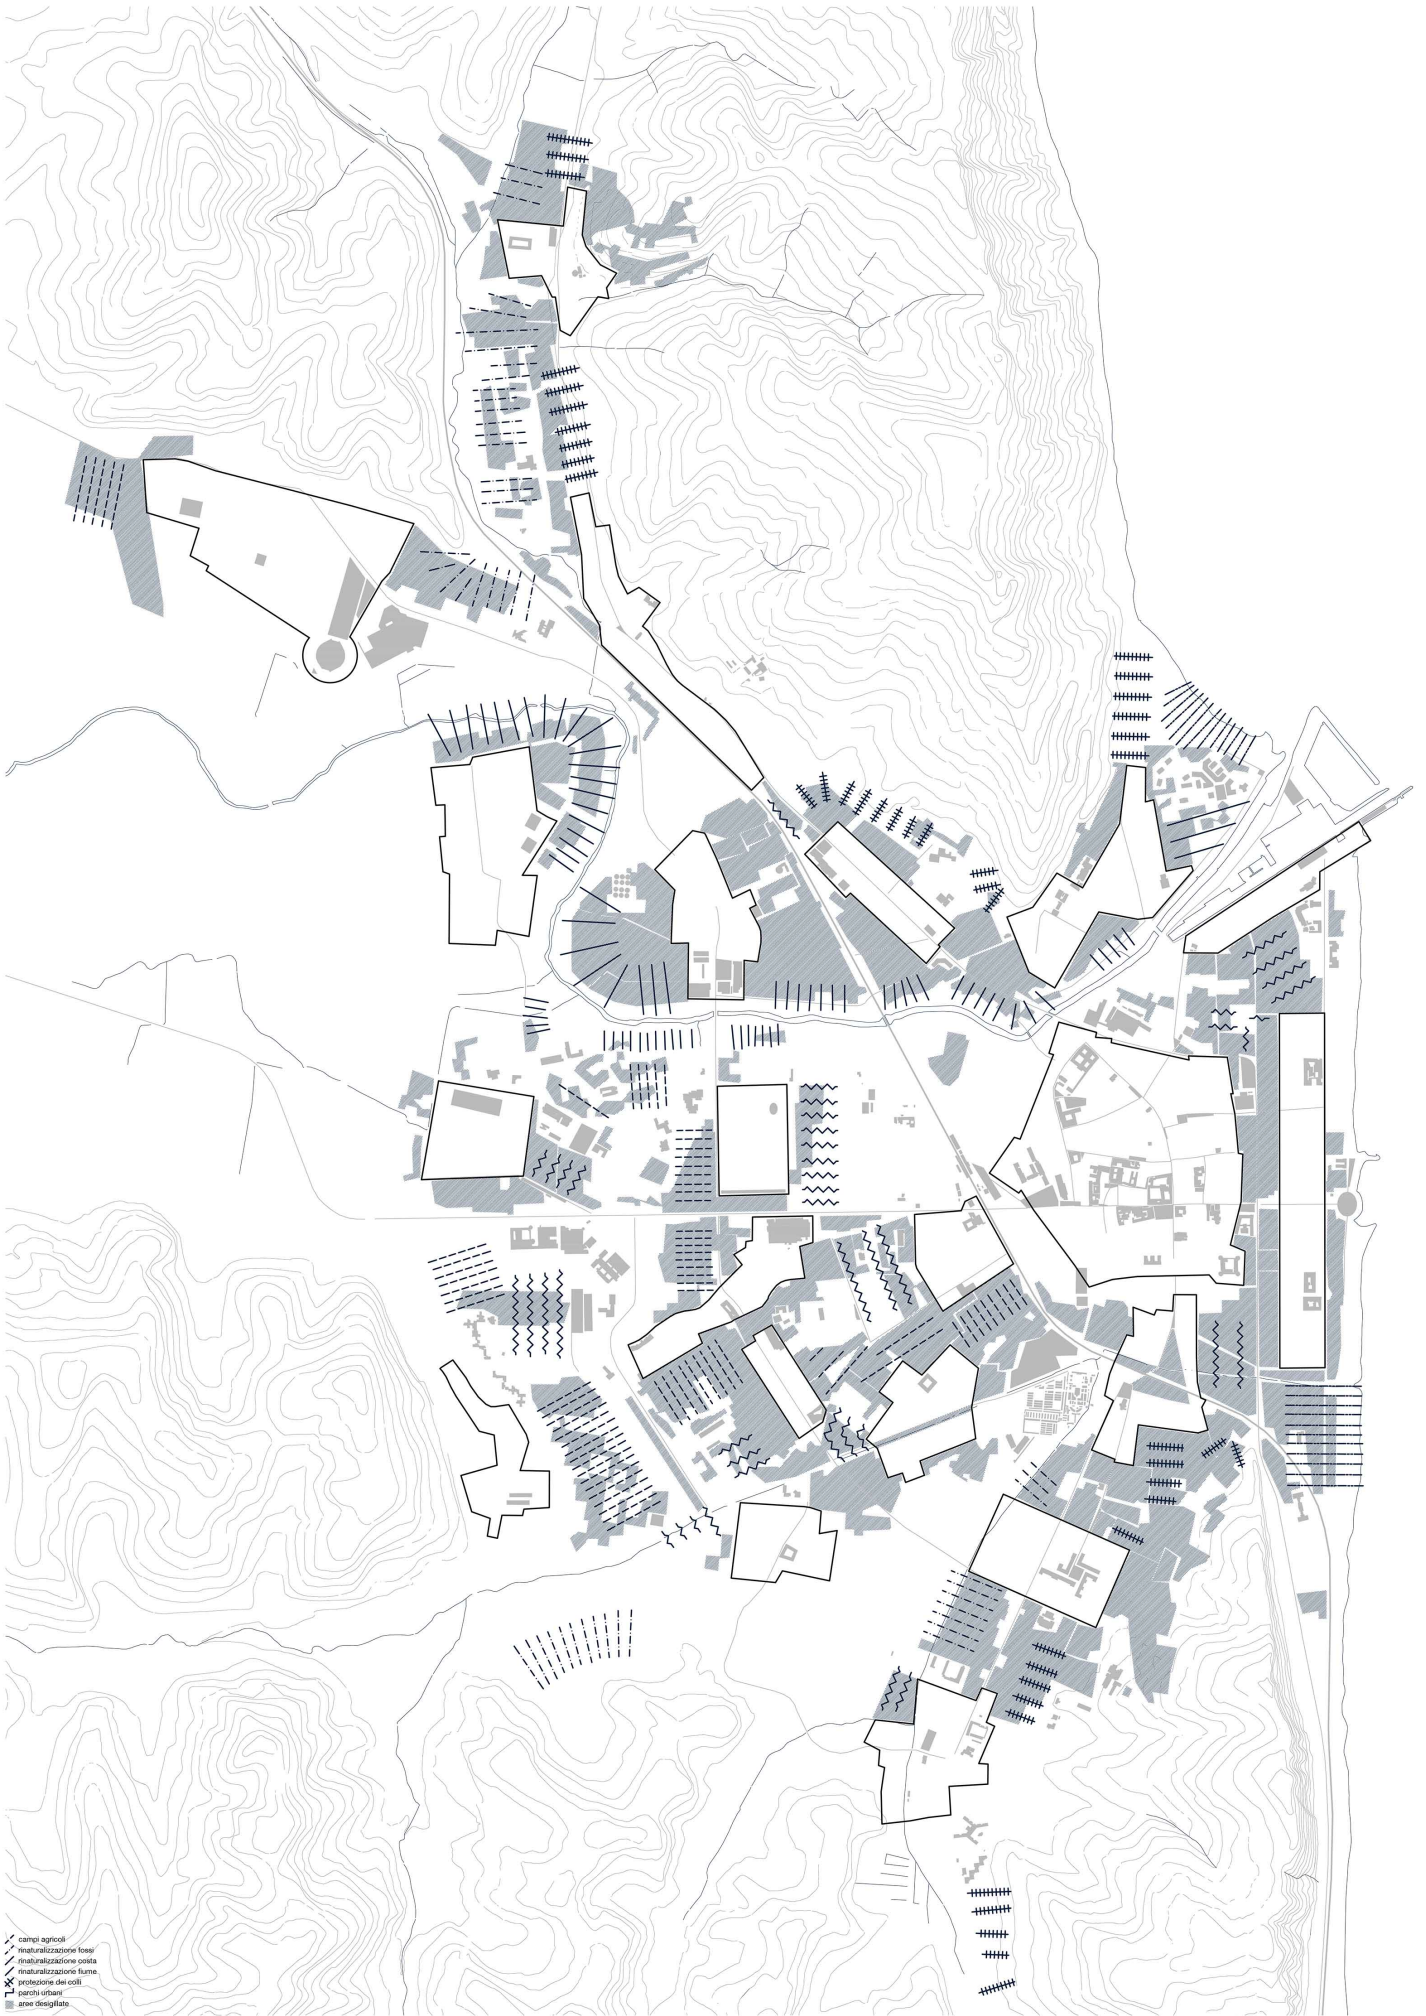 campi agricoli
rinaturalizzazione fossi
rinaturalizzazione costa
rinaturalizzazione fiume
protezione dei colli
parchi urbani
aree desigillate